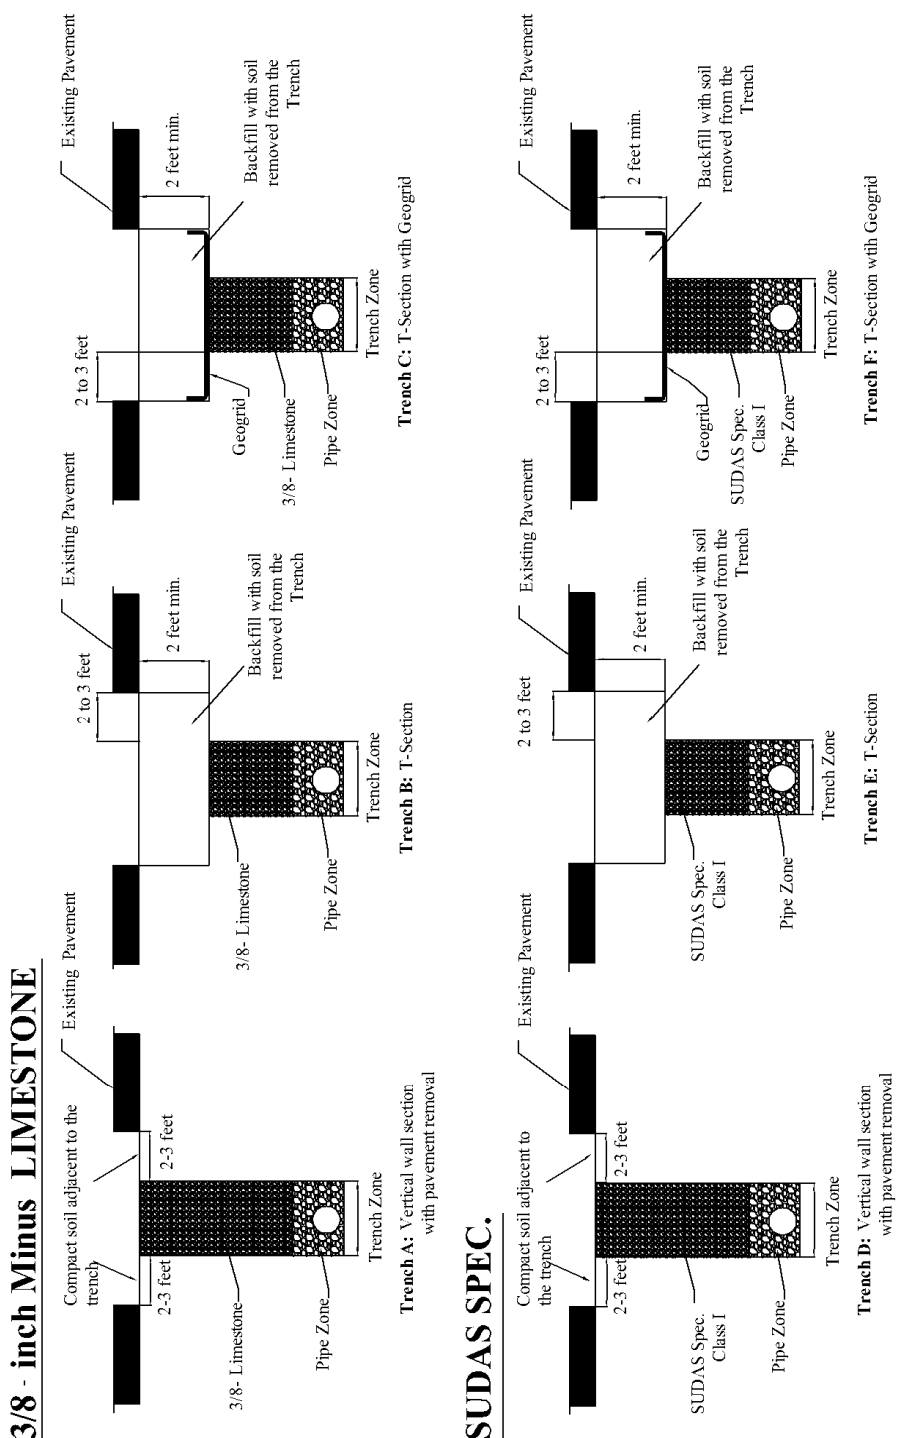 3/8 - inch Minus LIMESTONE
Compact soil adjacent to the
trench
Existing Pavement
2-3 feet
2-3 feet
3/8- Limestone
Pipe Zone
Trench Zone
Trench A: Vertical wall section
with pavement removal
Existing Pavement
2 to 3 feet
2 feet min.
Backfill with soil
removed from the
Trench
3/8- Limestone
Pipe Zone
Trench Zone
Trench B: T-Section
Existing Pavement
2 to 3 feet
2 feet min.
Backfill with soil
removed from the
Trench
Geogrid
3/8- Limestone
Pipe Zone
Trench Zone
Trench C: T-Section wtih Geogrid
SUDAS SPEC.
Compact soil adjacent to
the trench
Existing Pavement
2-3 feet
2-3 feet
SUDAS Spec.
Class I
Pipe Zone
Trench Zone
Trench D: Vertical wall section
with pavement removal
Existing Pavement
2 to 3 feet
2 feet min.
Backfill with soil
removed from the
Trench
SUDAS Spec.
Class I
Pipe Zone
Trench Zone
Trench E: T-Section
Existing Pavement
2 to 3 feet
2 feet min.
Backfill with soil
removed from the
Trench
Geogrid
SUDAS Spec.
Class I
Pipe Zone
Trench Zone
Trench F: T-Section wtih Geogrid